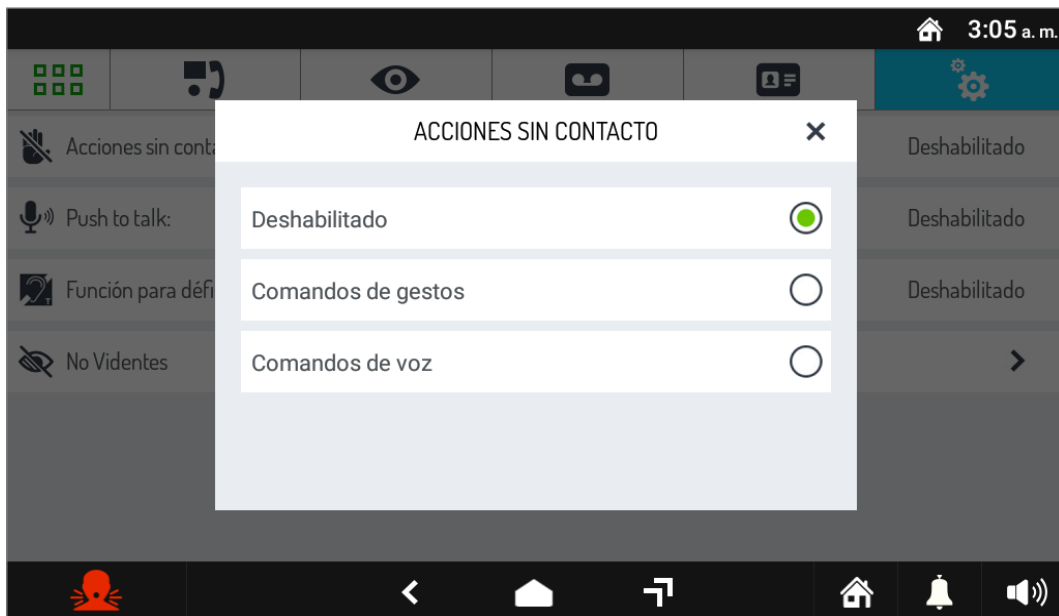 3:05 a. m.
ACCIONES SIN CONTACTO
Acciones sin conta
Deshabilitado
Deshabilitado
Push to talk:
Deshabilitado
Comandos de gestos
Función para défi
Deshabilitado
No Videntes
Comandos de voz